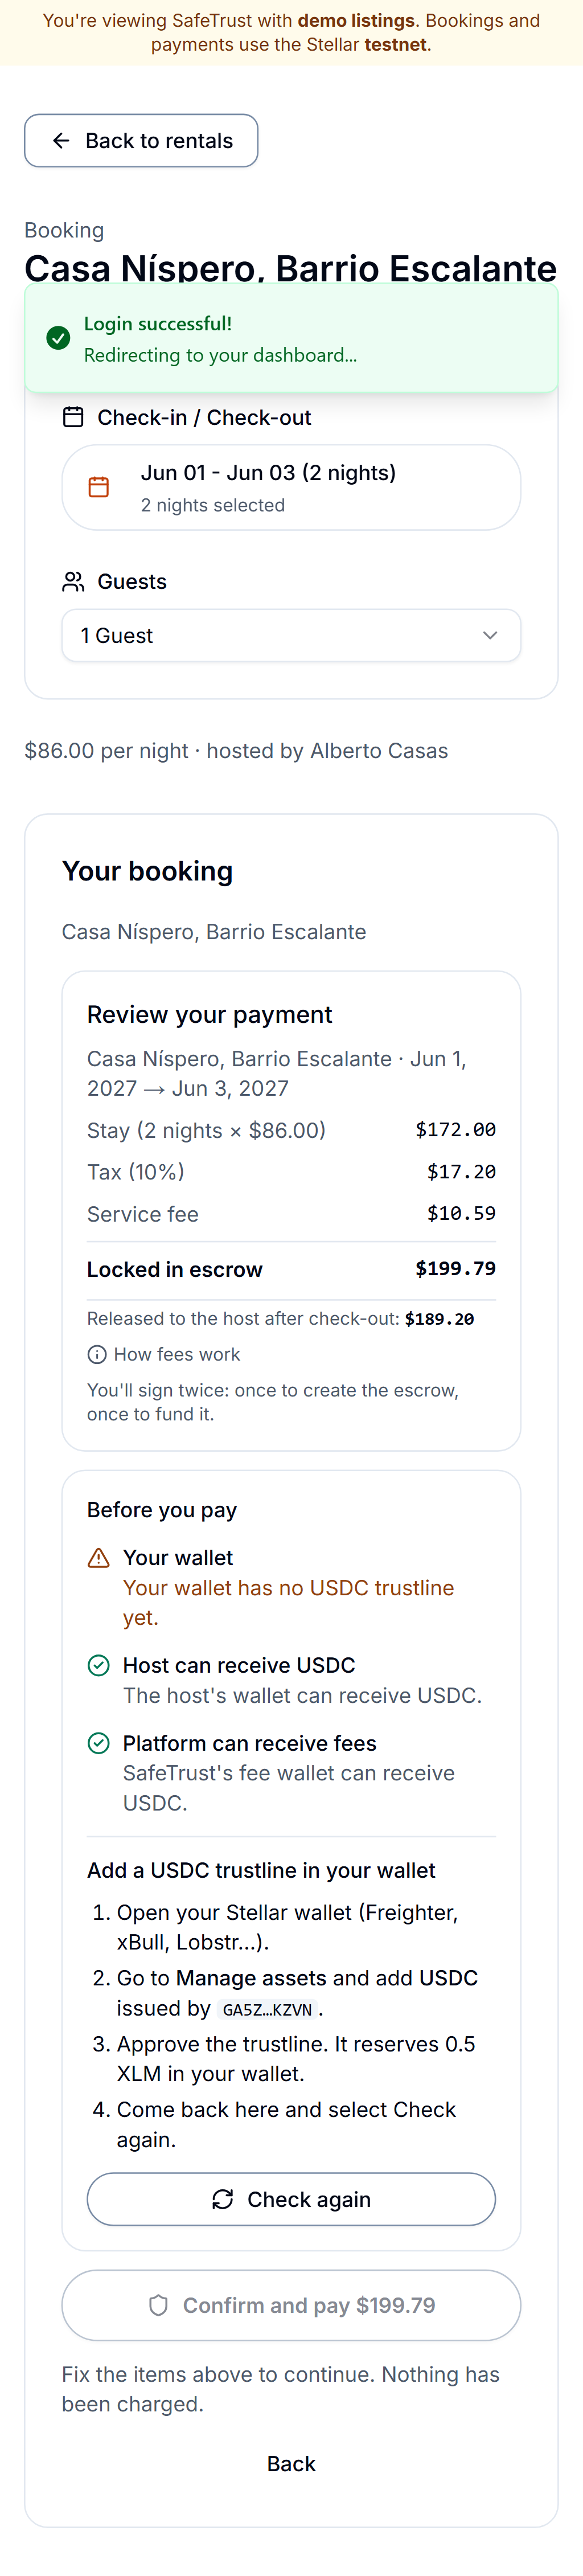 You're viewing SafeTrust with demo listings. Bookings and
payments use the Stellar testnet.
Back to rentals
Booking
Casa Níspero, Barrio Escalante
Login successful!
Redirecting to your dashboard...
Check-in / Check-out
Jun 01 - Jun 03 (2 nights)
2 nights selected
Guests
1 Guest
$86.00 per night · hosted by Alberto Casas
Your booking
Casa Níspero, Barrio Escalante
Review your payment
Casa Níspero, Barrio Escalante · Jun 1,
2027 → Jun 3, 2027
Stay (2 nights × $86.00) $172.00
Tax (10%) $17.20
Service fee $10.59
Locked in escrow $199.79
Released to the host after check-out: $189.20
How fees work
You'll sign twice: once to create the escrow,
once to fund it.
Before you pay
Your wallet
Your wallet has no USDC trustline
yet.
Host can receive USDC
The host's wallet can receive USDC.
Platform can receive fees
SafeTrust's fee wallet can receive
USDC.
Add a USDC trustline in your wallet
1. Open your Stellar wallet (Freighter,
xBull, Lobstr…).
2. Go to Manage assets and add USDC
issued by GA5Z…KZVN.
3. Approve the trustline. It reserves 0.5
XLM in your wallet.
4. Come back here and select Check
again.
Check again
Confirm and pay $199.79
Fix the items above to continue. Nothing has
been charged.
Back